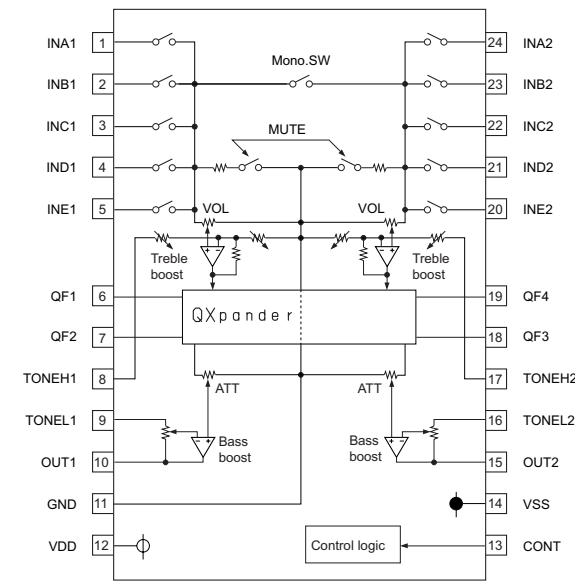 INA1 1 24 INA2
Mono.SW
INB1 2 23 INB2
INC1 3 22 INC2
MUTE
IND1 4 21 IND2
INE1 5 VOL VOL 20 INE2
Treble boost Treble boost
QF1 6 19 QF4
QXpander
QF2 7 18 QF3
TONEH1 8 17 TONEH2
ATT ATT
TONEL1 9 16 TONEL2
Bass boost Bass boost
OUT1 10 15 OUT2
GND 11 14 VSS
VDD 12 Control logic 13 CONT